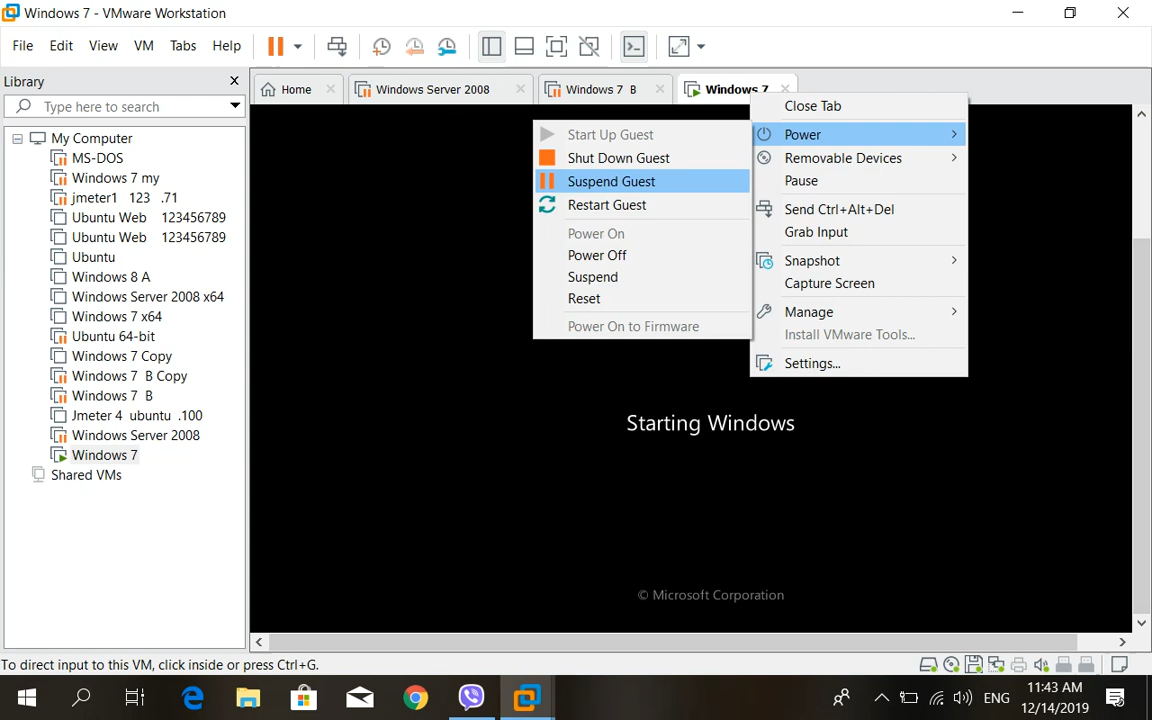 Windows 7 - VMware Workstation
File Edit View VM Tabs Help
Library
Type here to search
My Computer
MS-DOS
Windows 7 my
jmeter1 123 .71
Ubuntu Web 123456789
Ubuntu Web 123456789
Ubuntu
Windows 8 A
Windows Server 2008 x64
Windows 7 x64
Ubuntu 64-bit
Windows 7 Copy
Windows 7 B Copy
Windows 7 B
Jmeter 4 ubuntu .100
Windows Server 2008
Windows 7
Shared VMs
Home Windows Server 2008 Windows 7 B Windows 7
Close Tab
Power
Removable Devices
Pause
Send Ctrl+Alt+Del
Grab Input
Snapshot
Capture Screen
Manage
Install VMware Tools...
Settings...
Start Up Guest
Shut Down Guest
Suspend Guest
Restart Guest
Power On
Power Off
Suspend
Reset
Power On to Firmware
Starting Windows
© Microsoft Corporation
To direct input to this VM, click inside or press Ctrl+G.
ENG
11:43 AM
12/14/2019